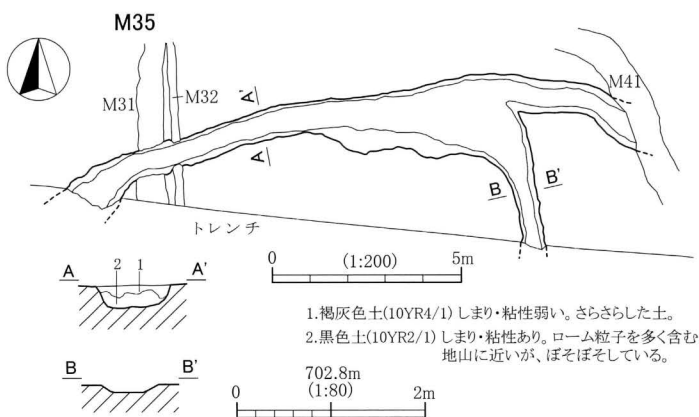 M35
M31
M32
M41
A'
A
B
B'
トレンチ
0 (1:200) 5m
A 2 1 A'
1.褐灰色土(10YR4/1) しまり・粘性弱い。さらさらした土。
2.黒色土(10YR2/1) しまり・粘性あり。ローム粒子を多く含む
地山に近いが、ぼそぼそしている。
B B'
702.8m
0 (1:80) 2m